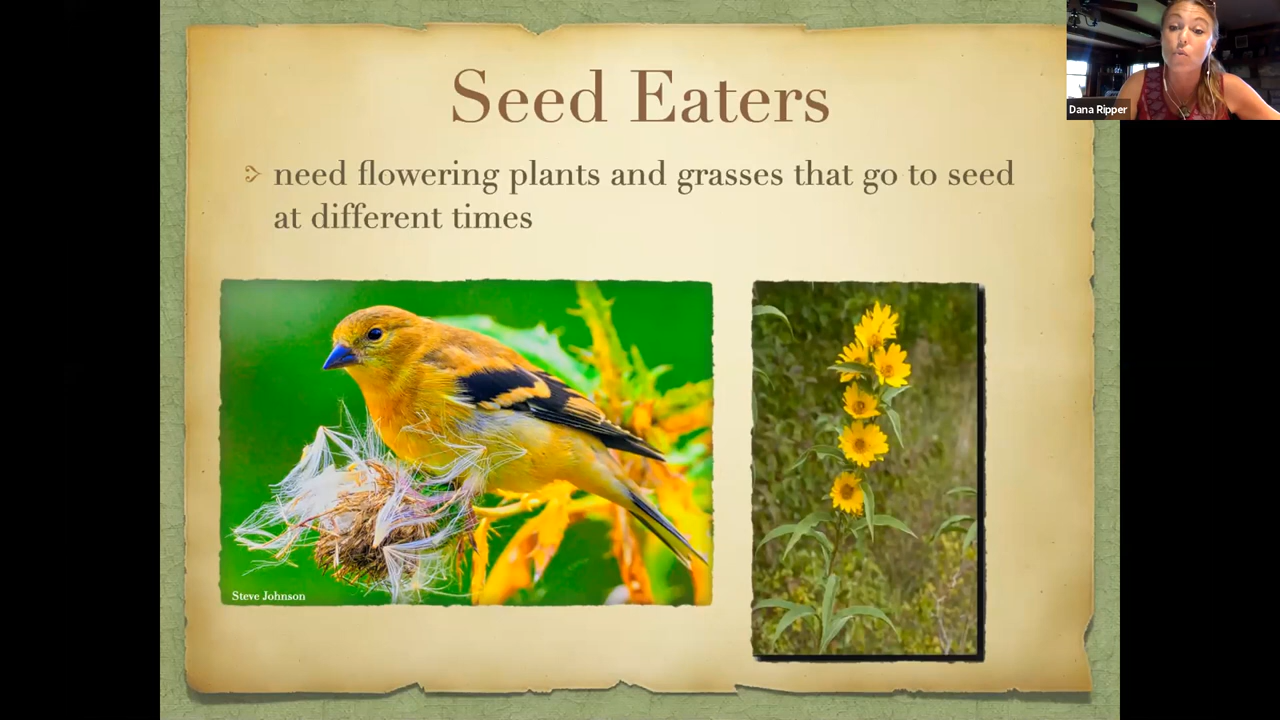 Seed Eaters
need flowering plants and grasses that go to seed
at different times
Steve Johnson
Dana Ripper